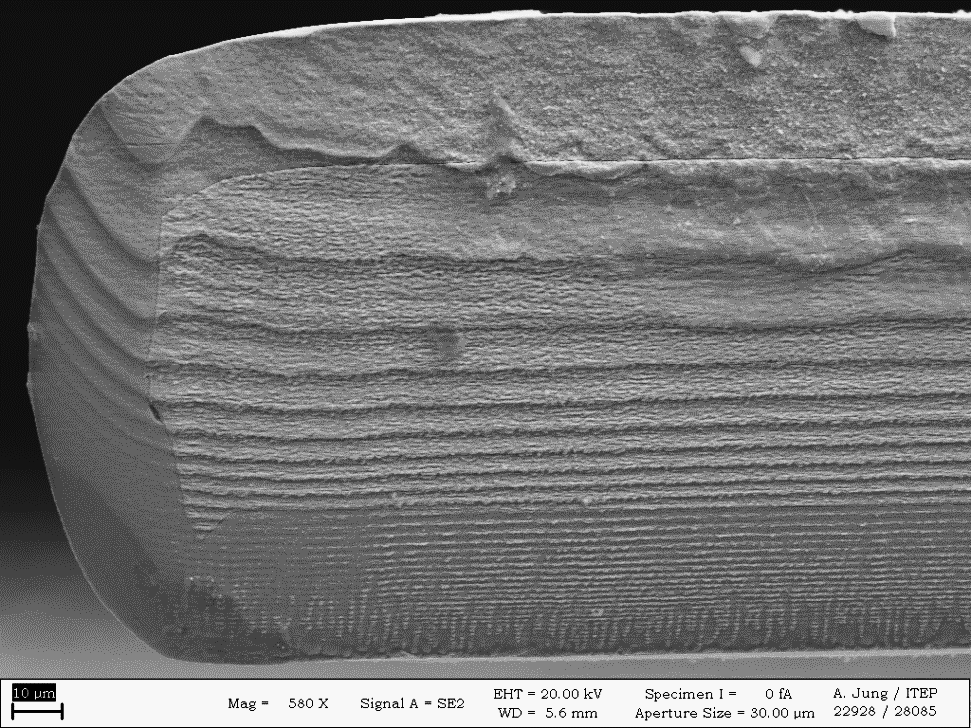 10 µm
Mag = 580 X
Signal A = SE2
EHT = 20.00 kV
WD = 5.6 mm
Specimen I = 0 fA
Aperture Size = 30.00 µm
A. Jung / ITEP
22928 / 28085